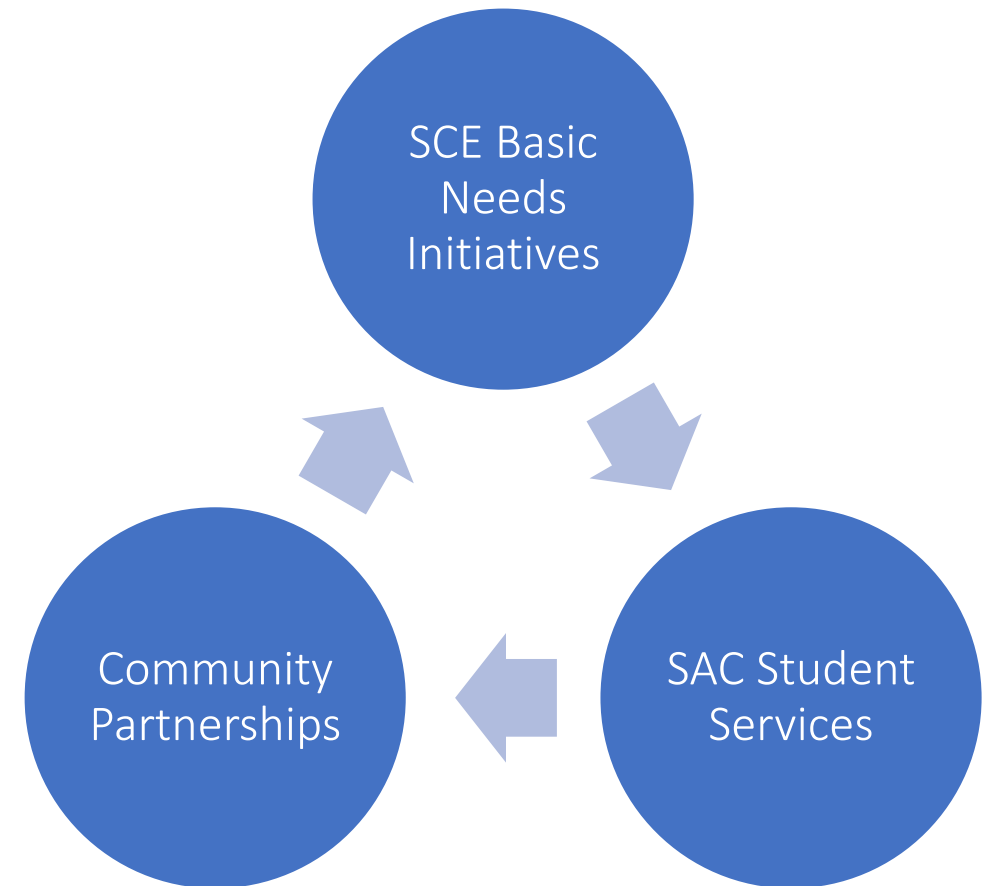 SCE Basic
Needs
Initiatives
SAC Student
Services
Community
Partnerships